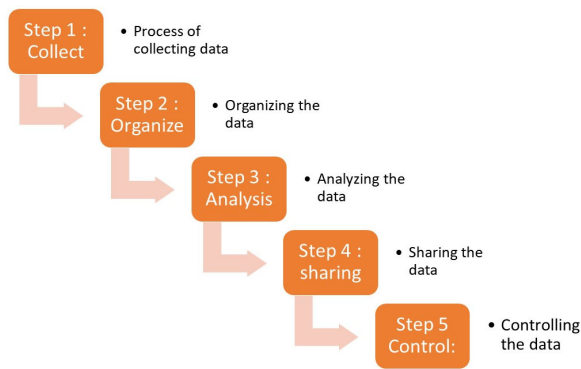 Step 1 :
Collect
• Process of
collecting data
Step 2 :
Organize
• Organizing the
data
Step 3 :
Analysis
• Analyzing the
data
Step 4 :
sharing
• Sharing the
data
Step 5
Control:
• Controlling
the data